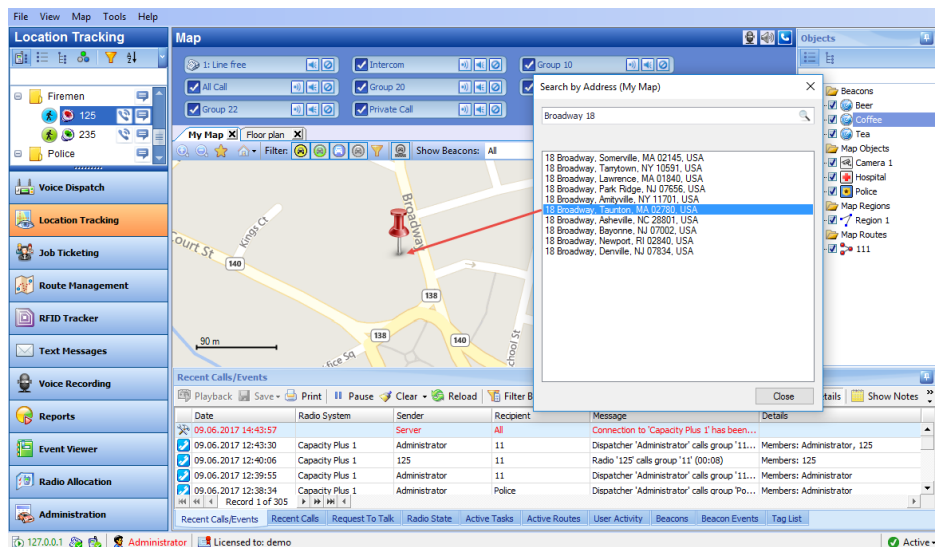 File View Map Tools Help
Location Tracking
Map
Objects
1: Line free
Intercom
Group 10
All Call
Group 20
Group 22
Private Call
Firemen
125
235
Police
My Map X Floor plan X
Filter:
Show Beacons: All
Search by Address (My Map)
Broadway 18
18 Broadway, Somerville, MA 02145, USA
18 Broadway, Tarrytown, NY 10591, USA
18 Broadway, Lawrence, MA 01840, USA
18 Broadway, Park Ridge, NJ 07656, USA
18 Broadway, Amityville, NY 11701, USA
18 Broadway, Taunton, MA 02780, USA
18 Broadway, Asheville, NC 28801, USA
18 Broadway, Bayonne, NJ 07002, USA
18 Broadway, Newport, RI 02840, USA
18 Broadway, Denville, NJ 07834, USA
Close
Beacons
Beer
Coffee
Tea
Map Objects
Camera 1
Hospital
Police
Map Regions
Region 1
Map Routes
111
Voice Dispatch
Location Tracking
Job Ticketing
Route Management
RFID Tracker
Text Messages
Voice Recording
Reports
Event Viewer
Radio Allocation
Administration
Broadway
Kings Ct
Court St
140
138
138
140
90 m
fice Sq
chool St
Recent Calls/Events
Playback Save Print Pause Clear Reload Filter B
tails Show Notes
Date Radio System Sender Recipient Message Details
09.06.2017 14:43:57 Server All Connection to 'Capacity Plus 1' has been...
09.06.2017 12:43:30 Capacity Plus 1 Administrator 11 Dispatcher 'Administrator' calls group '11... Members: Administrator, 125
09.06.2017 12:40:06 Capacity Plus 1 125 11 Radio '125' calls group '11' (00:08) Members: 125
09.06.2017 12:39:55 Capacity Plus 1 Administrator 11 Dispatcher 'Administrator' calls group '11... Members: Administrator
09.06.2017 12:38:34 Capacity Plus 1 Administrator Police Dispatcher 'Administrator' calls group 'Po... Members: Administrator
Record 1 of 305
Recent Calls/Events Recent Calls Request To Talk Radio State Active Tasks Active Routes User Activity Beacons Beacon Events Tag List
127.0.0.1 Administrator Licensed to: demo Active